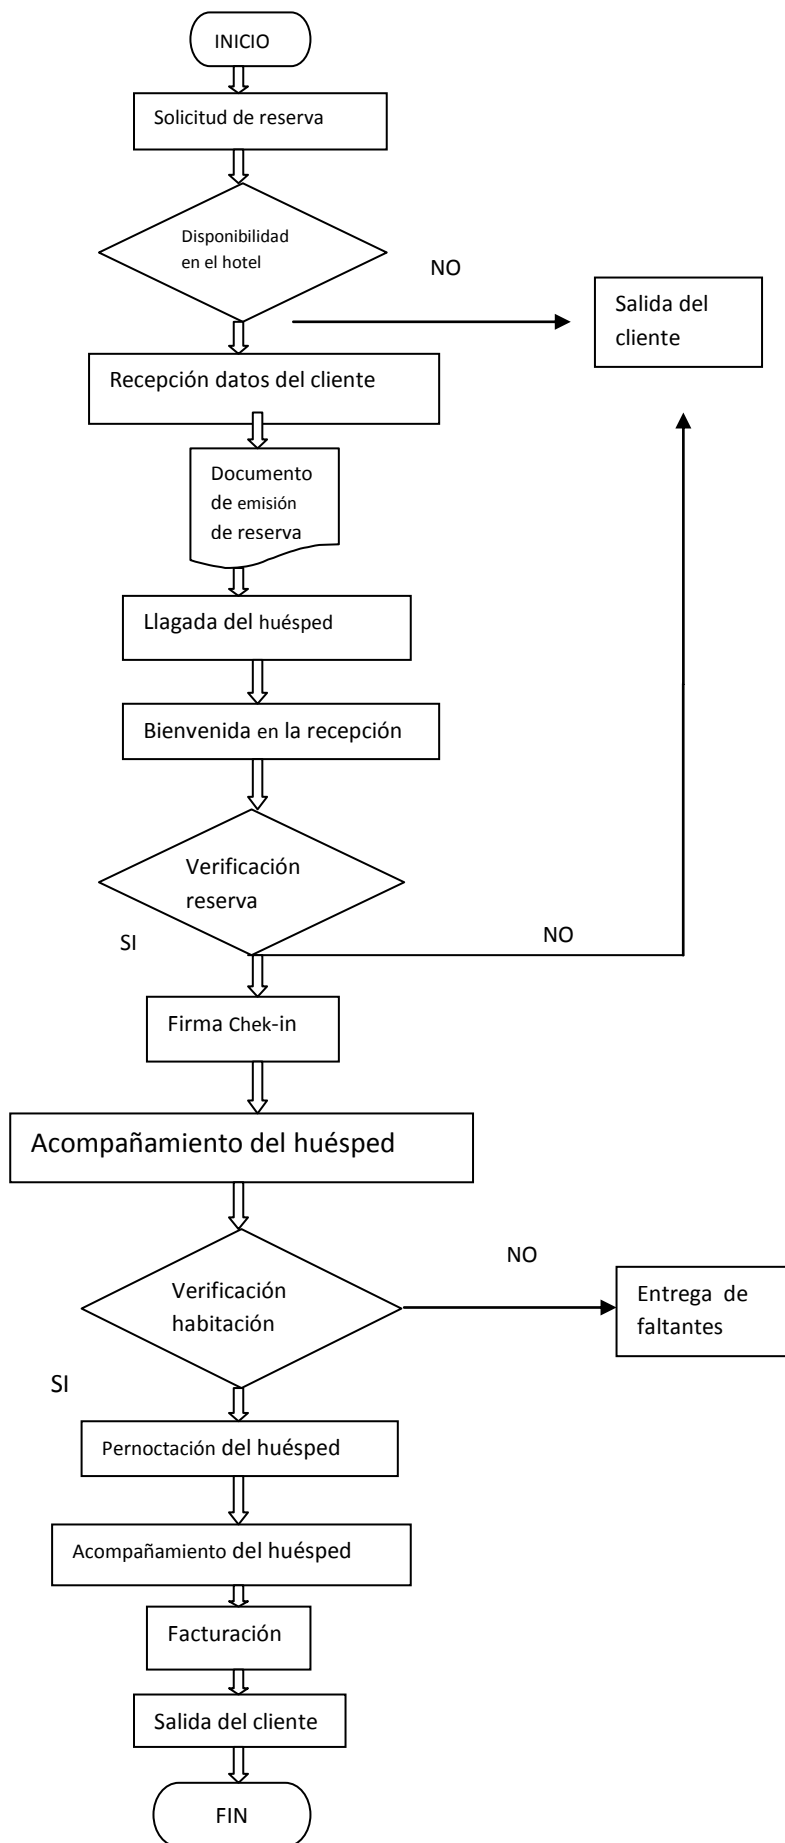 INICIO
Solicitud de reserva
Disponibilidad
en el hotel
NO
Salida del
cliente
Recepción datos del cliente
Documento
de emisión
de reserva
Llagada del huésped
Bienvenida en la recepción
Verificación
reserva
SI
NO
Firma Chek-in
Acompañamiento del huésped
NO
Verificación
habitación
Entrega de
faltantes
SI
Pernoctación del huésped
Acompañamiento del huésped
Facturación
Salida del cliente
FIN